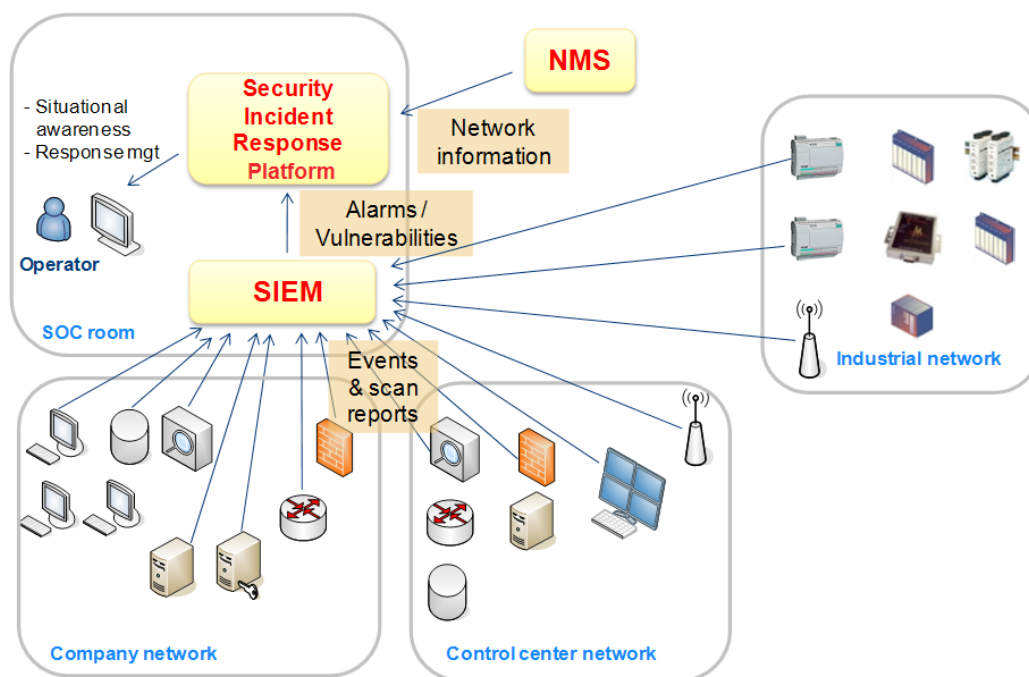 NMS
Security
Incident
Response
Platform
- Situational
awareness
- Response mgt
Network
information
Alarms /
Vulnerabilities
Operator
SIEM
SOC room
Events
& scan
reports
Industrial network
Company network
Control center network